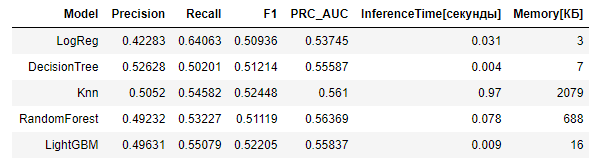 Model Precision Recall F1 PRC_AUC InferenceTime[секунды] Memory[КБ]
LogReg 0.42283 0.64063 0.50936 0.53745 0.031 3
DecisionTree 0.52628 0.50201 0.51214 0.55587 0.004 7
Knn 0.5052 0.54582 0.52448 0.561 0.97 2079
RandomForest 0.49232 0.53227 0.51119 0.56369 0.078 688
LightGBM 0.49631 0.55079 0.52205 0.55837 0.009 16